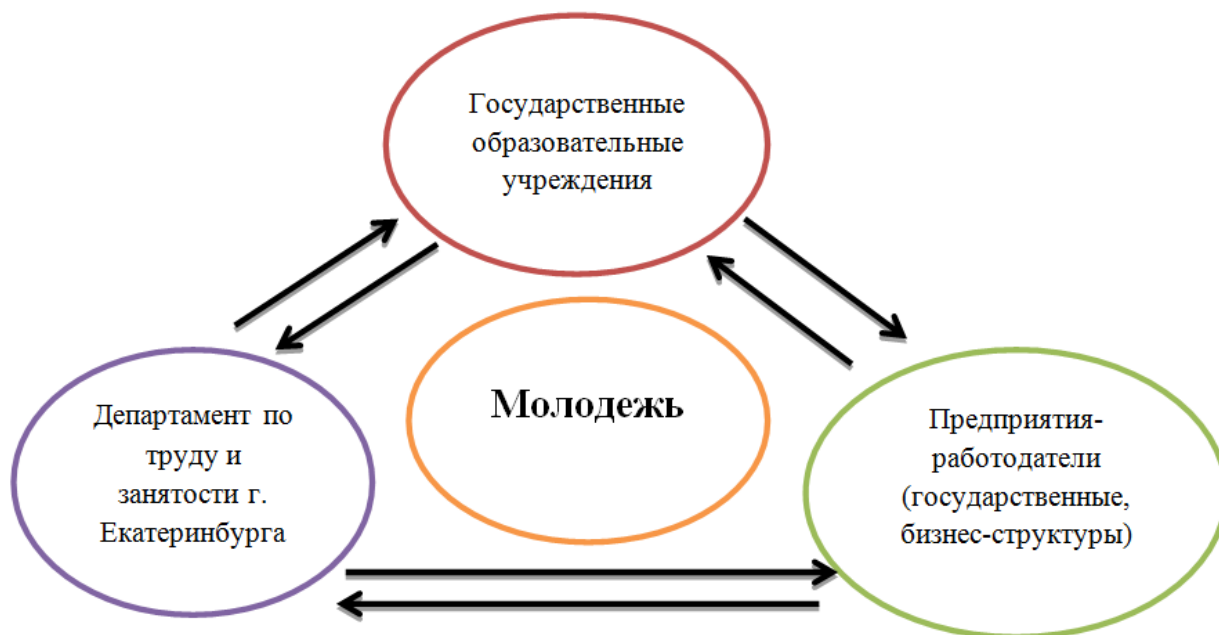 Государственные
образовательные
учреждения
Молодежь
Департамент по
труду и
занятости г.
Екатеринбурга
Предприятия-
работодатели
(государственные,
бизнес-структуры)